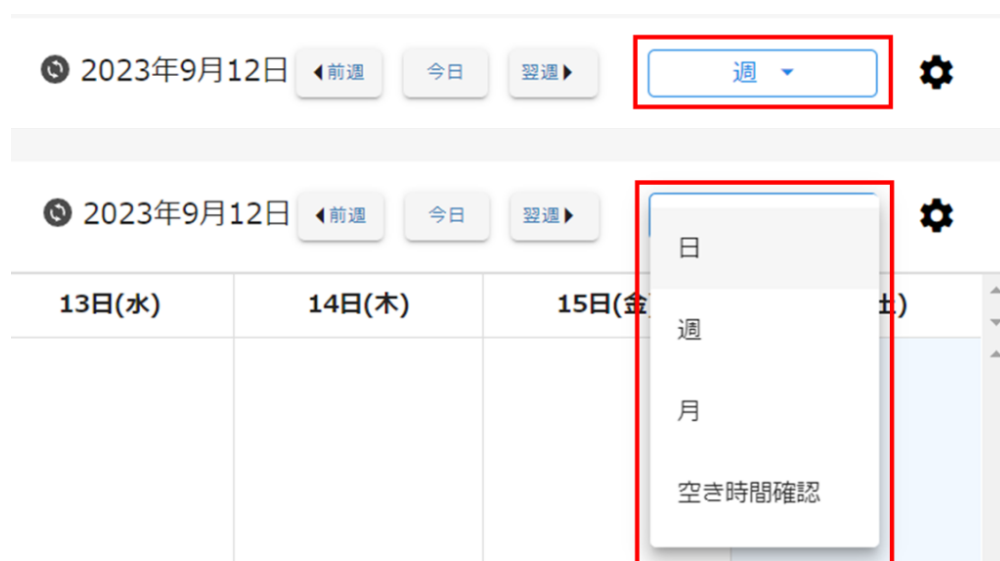 2023年9月12日 前週 今日 翌週 週
2023年9月12日 前週 今日 翌週
日
13日(水) 14日(木) 15日(金 土)
週
月
空き時間確認